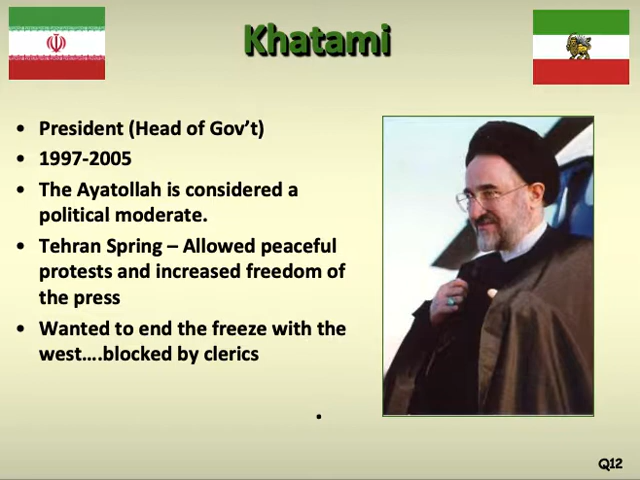 Khatami
• President (Head of Gov't)
• 1997-2005
• The Ayatollah is considered a
political moderate.
• Tehran Spring – Allowed peaceful
protests and increased freedom of
the press
• Wanted to end the freeze with the
west….blocked by clerics
.
Q12